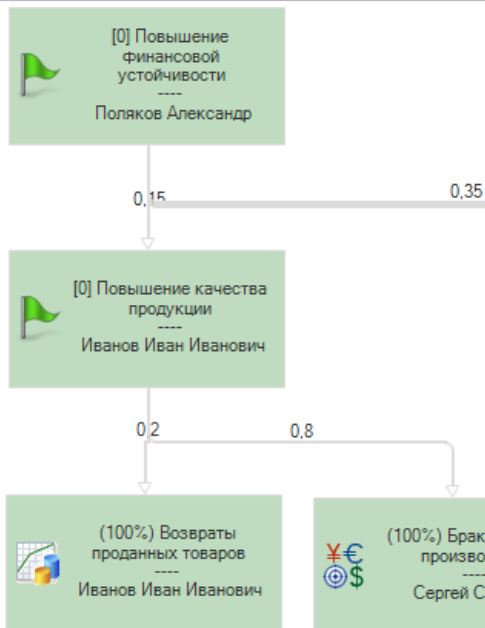 [0] Повышение
финансовой
устойчивости
----
Поляков Александр
0,15
0,35
[0] Повышение качества
продукции
----
Иванов Иван Иванович
0,2
0,8
(100%) Возвраты
проданных товаров
----
Иванов Иван Иванович
(100%) Брак
произво
----
Сергей С